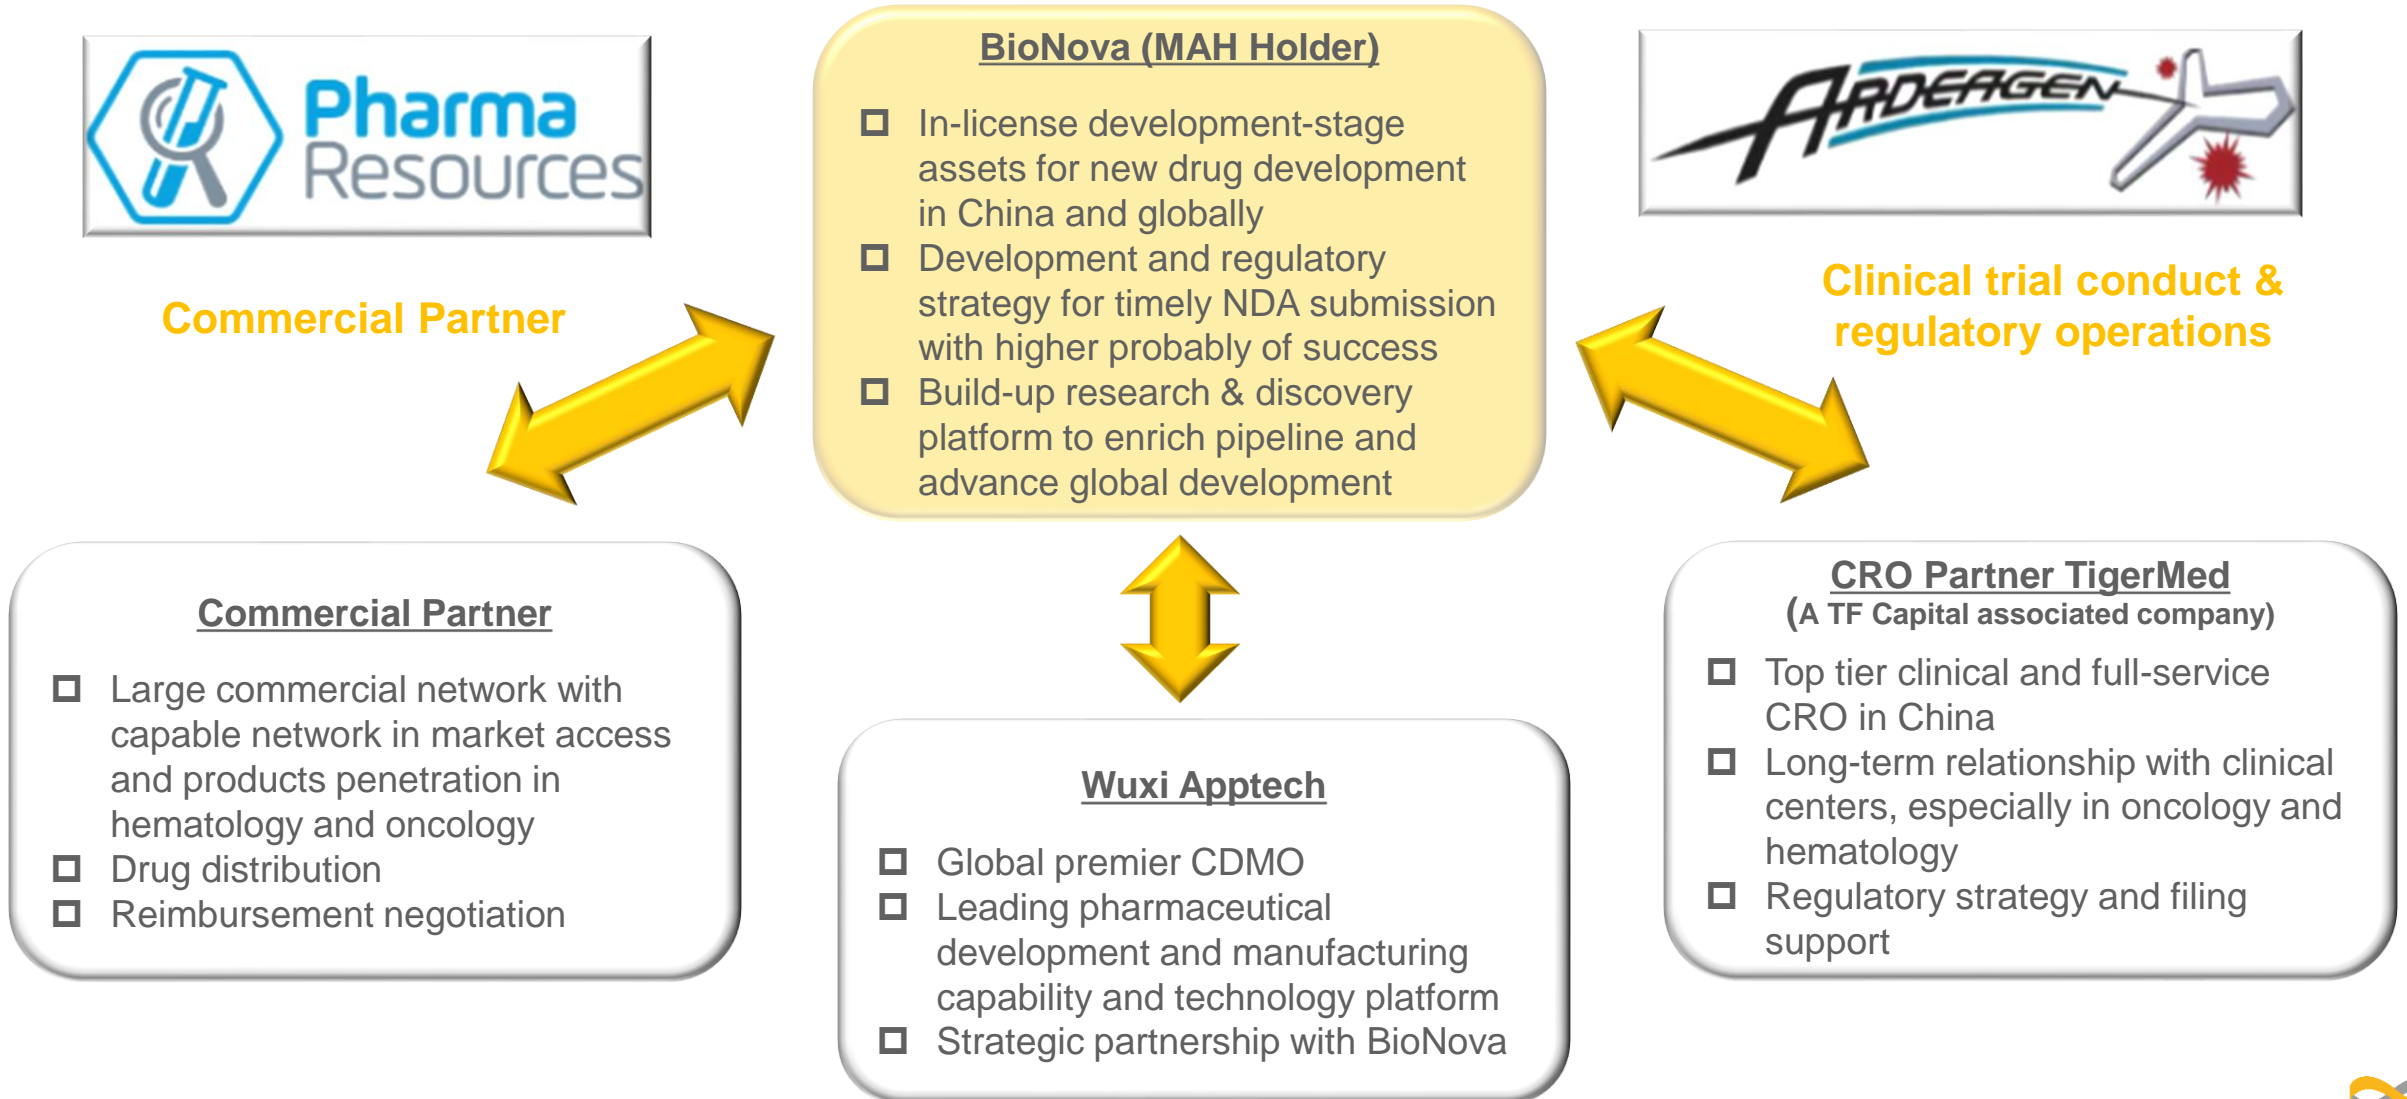 Pharma
Resources
Commercial Partner
BioNova (MAH Holder)
In-license development-stage
assets for new drug development
in China and globally
Development and regulatory
strategy for timely NDA submission
with higher probably of success
Build-up research & discovery
platform to enrich pipeline and
advance global development
ARDEAGEN
Clinical trial conduct &
regulatory operations
Commercial Partner
Large commercial network with
capable network in market access
and products penetration in
hematology and oncology
Drug distribution
Reimbursement negotiation
Wuxi Apptech
Global premier CDMO
Leading pharmaceutical
development and manufacturing
capability and technology platform
Strategic partnership with BioNova
CRO Partner TigerMed
(A TF Capital associated company)
Top tier clinical and full-service
CRO in China
Long-term relationship with clinical
centers, especially in oncology and
hematology
Regulatory strategy and filing
support